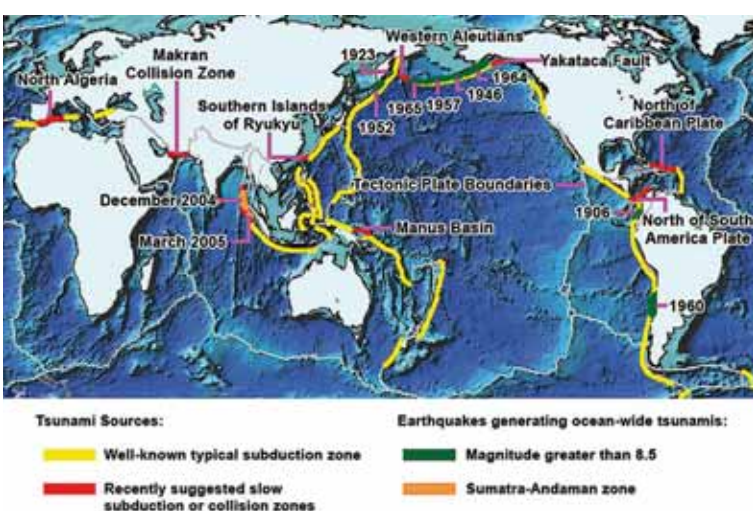 Western Aleutians
1923
Makran
Collision Zone
Yakataca Fault
North Algeria
1964
Southern Islands
of Ryukyu
1946
1957
1965
1952
North of
Caribbean Plate
Tectonic Plate Boundaries
December 2004
1906
Manus Basin
North of South
America Plate
March 2005
1960
Tsunami Sources:
Well-known typical subduction zone
Recently suggested slow
subduction or collision zones
Earthquakes generating ocean-wide tsunamis:
Magnitude greater than 8.5
Sumatra-Andaman zone